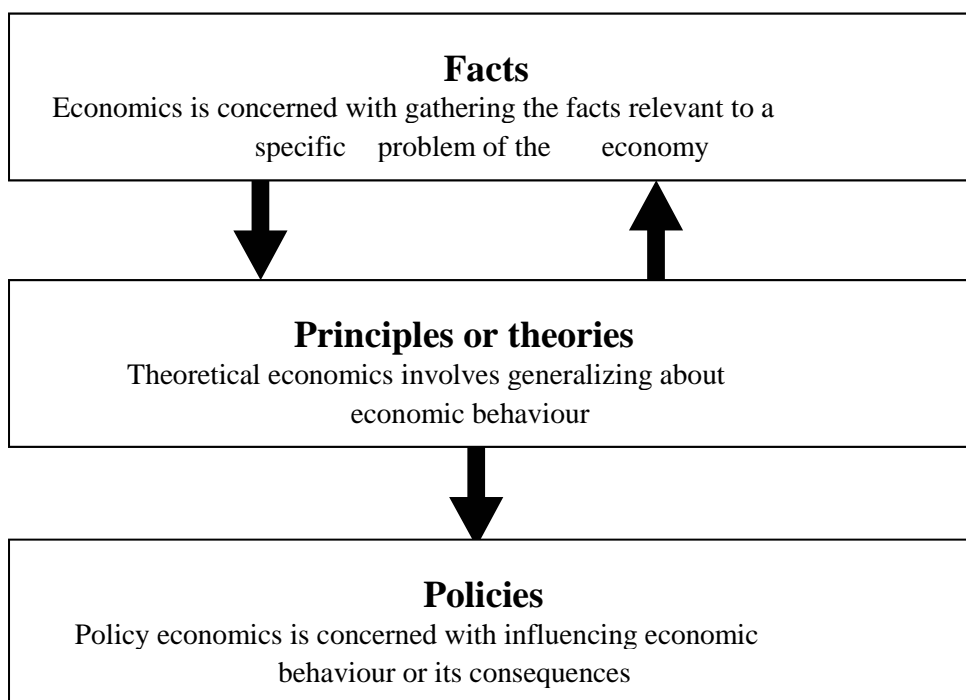 Facts
Economics is concerned with gathering the facts relevant to a
specific problem of the economy
Principles or theories
Theoretical economics involves generalizing about
economic behaviour
Policies
Policy economics is concerned with influencing economic
behaviour or its consequences